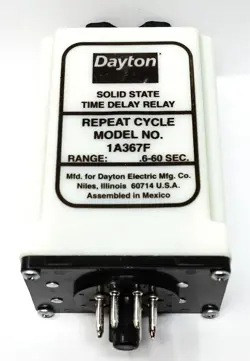 Dayton
SOLID STATE
TIME DELAY RELAY
REPEAT CYCLE
MODEL NO.
1A367F
RANGE: .6-60 SEC.
Mfd. for Dayton Electric Mfg. Co.
Niles, Illinois 60714 U.S.A.
Assembled in Mexico